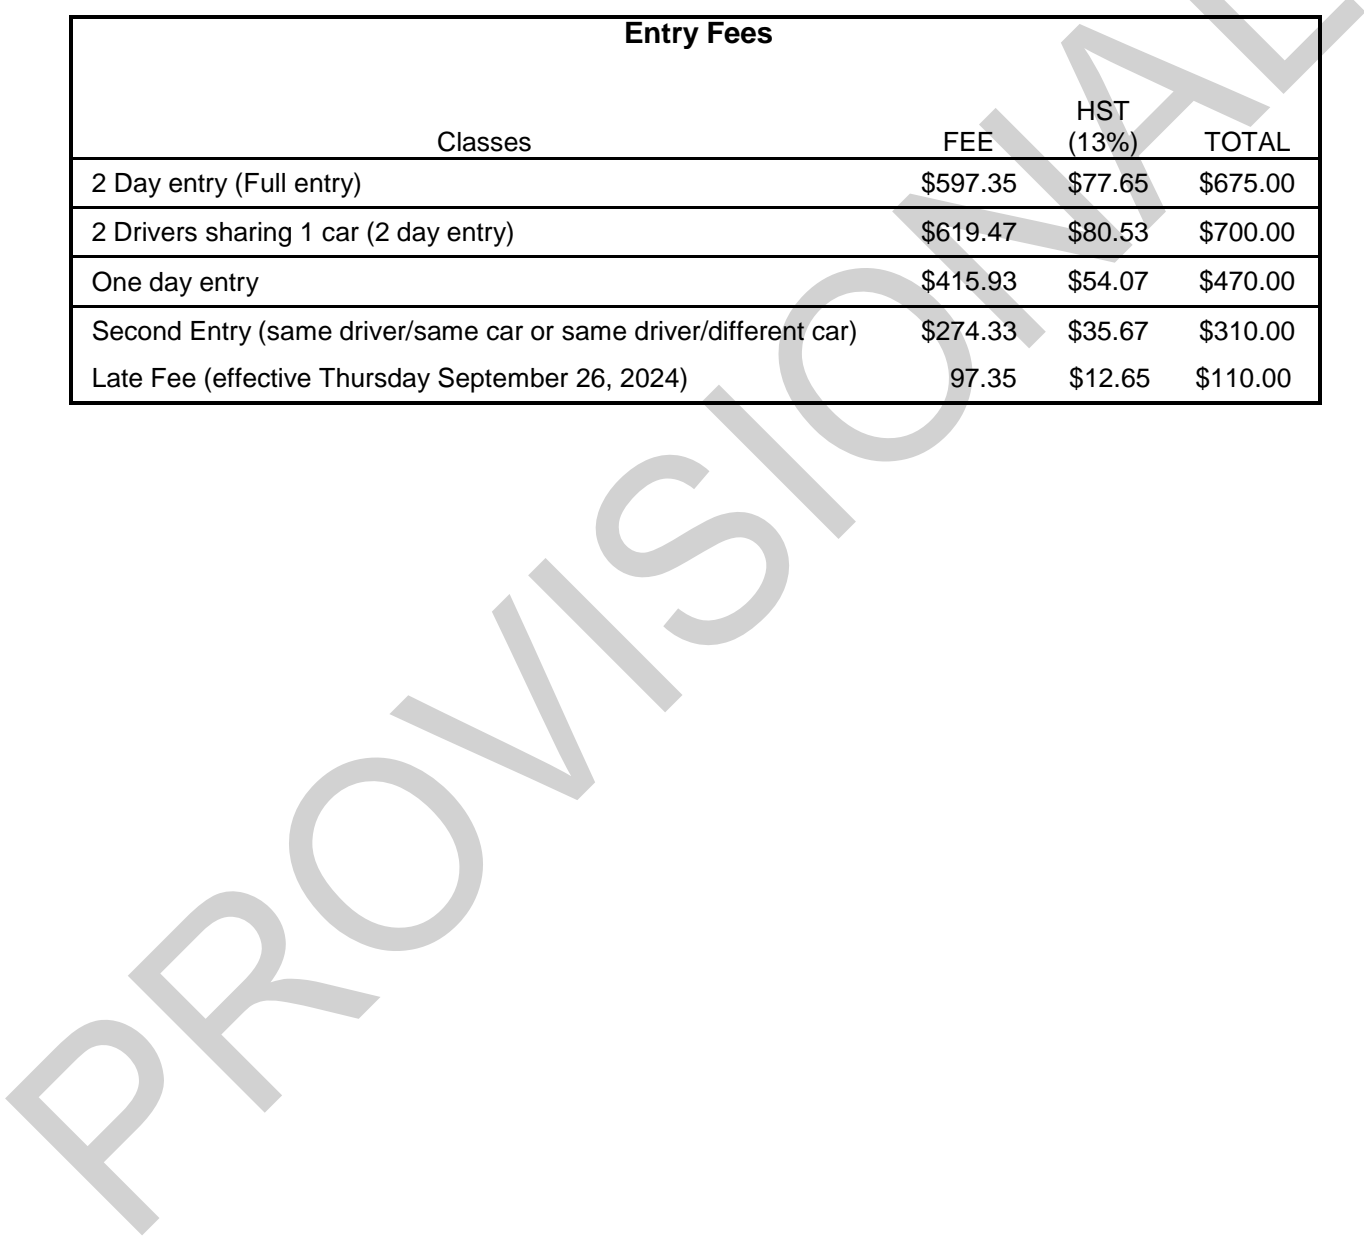 Entry Fees
HST
Classes FEE (13%) TOTAL
2 Day entry (Full entry) $597.35 $77.65 $675.00
2 Drivers sharing 1 car (2 day entry) $619.47 $80.53 $700.00
One day entry $415.93 $54.07 $470.00
Second Entry (same driver/same car or same driver/different car) $274.33 $35.67 $310.00
Late Fee (effective Thursday September 26, 2024) 97.35 $12.65 $110.00
PROVISIONAL